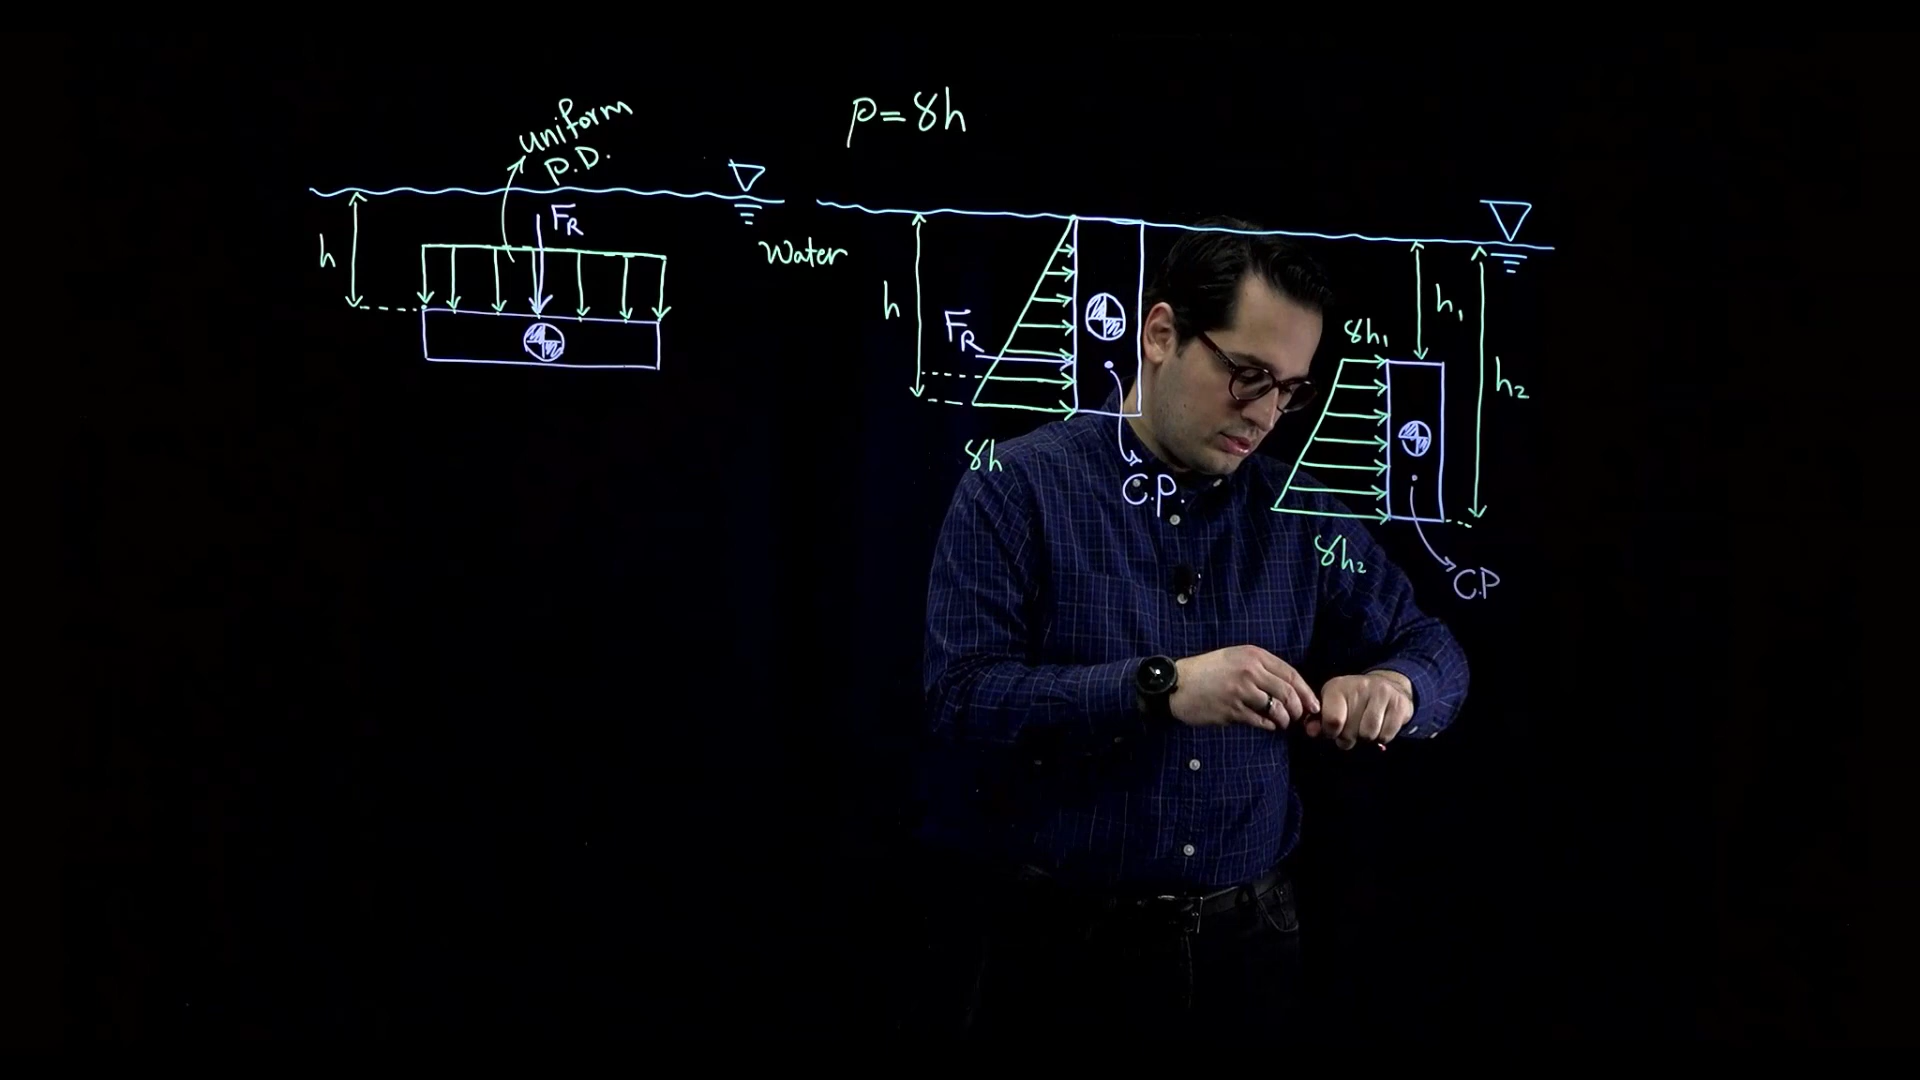 uniform
P.D.
p=γh
FR
h
Water
h
FR
γh
C.P.
h1
γh1
h2
γh2
C.P